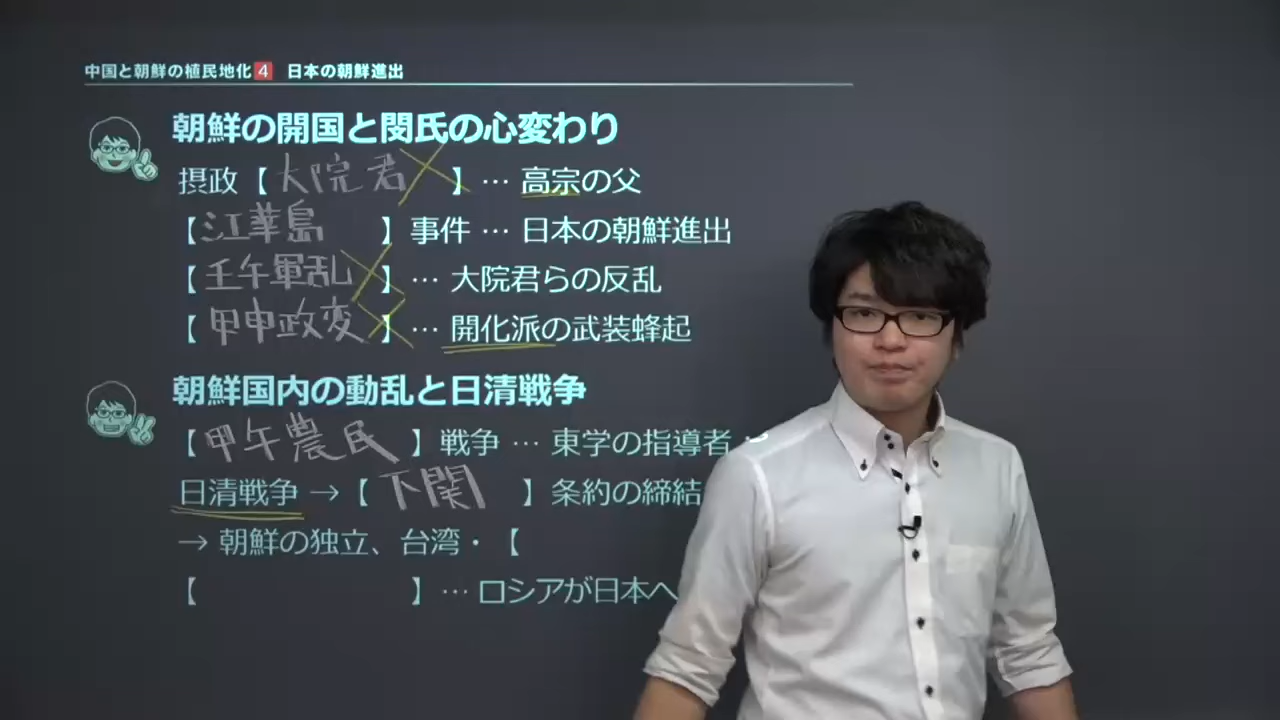 中国と朝鮮の植民地化4 日本の朝鮮進出
朝鮮の開国と閔氏の心変わり
摂政【大院君】… 高宗の父
【江華島】事件 … 日本の朝鮮進出
【壬午軍乱】… 大院君らの反乱
【甲申政変】… 開化派の武装蜂起
朝鮮国内の動乱と日清戦争
【甲午農民】戦争 … 東学の指導者
日清戦争 →【下関】条約の締結
→ 朝鮮の独立、台湾・【
【 】… ロシアが日本へ